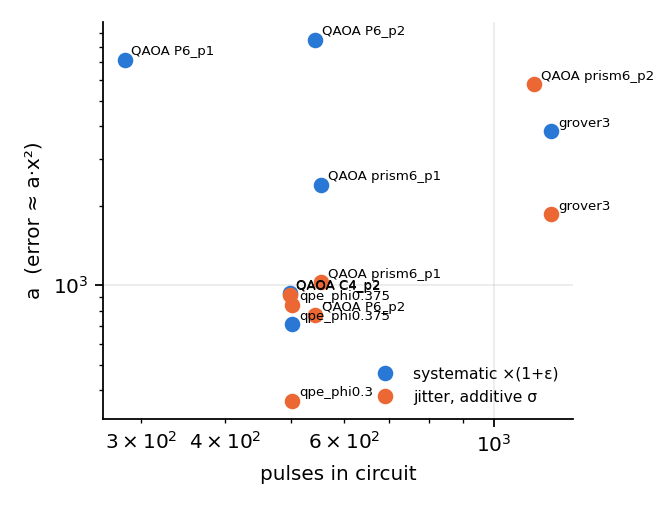 QAOA P6_p2
QAOA P6_p1
QAOA prism6_p2
grover3
QAOA prism6_p1
grover3
QAOA prism6_p1
QAOA C4_p2
QAOA C4_p2
qpe_phi0.375
QAOA P6_p2
qpe_phi0.375
qpe_phi0.3
systematic ×(1+ε)
jitter, additive σ
a (error ≈ a·x²)
10³
3 × 10² 4 × 10² 6 × 10² 10³
pulses in circuit